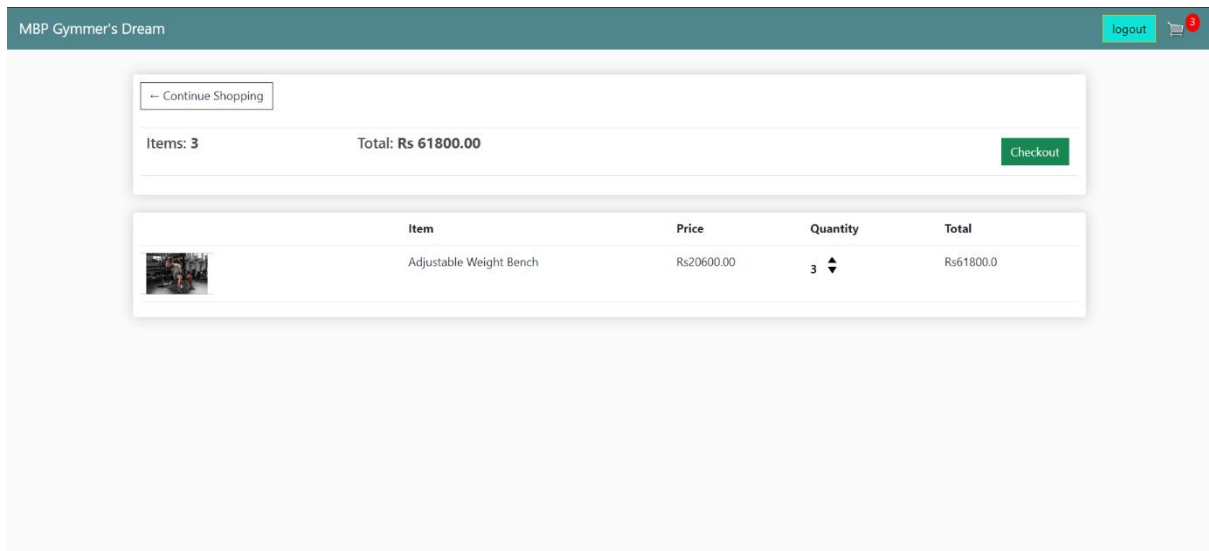 MBP Gymmer's Dream logout 3
← Continue Shopping
Items: 3 Total: Rs 61800.00 Checkout
Item Price Quantity Total
Adjustable Weight Bench Rs20600.00 3 Rs61800.0